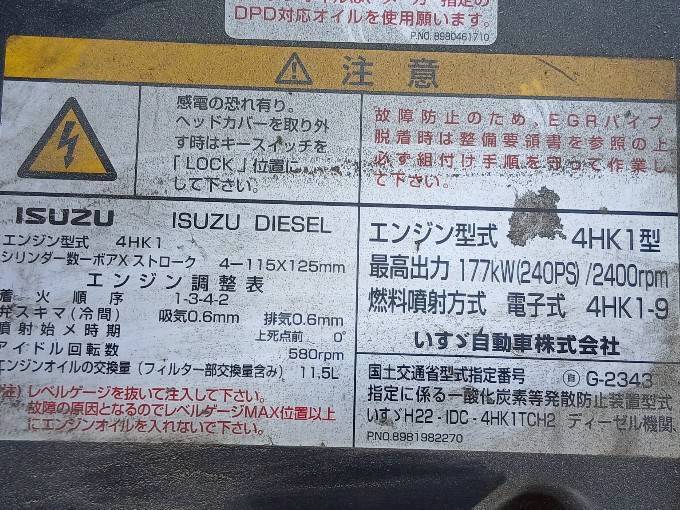 DPD対応オイルを使用願います。
P.NO. 8980461710
注意
感電の恐れ有り。
ヘッドカバーを取り外
す時はキースイッチを
「LOCK」位置に
して下さい。
故障防止のため、EGRパイプ
脱着時は整備要領書を参照の上
必ず組付け手順を守って作業し
て下さい。
ISUZU ISUZU DIESEL
エンジン型式 4HK1
シリンダー数ーボアXストローク 4-115X125mm
エンジン調整表
着火順序 1-3-4-2
弁スキマ(冷間) 吸気0.6mm 排気0.6mm
噴射始メ時期 上死点前 0°
アイドル回転数 580rpm
エンジンオイルの交換量(フィルター部交換量含み) 11.5L
注)レベルゲージを抜いて注入して下さい。
故障の原因となるのでレベルゲージMAX位置以上
にエンジンオイルを入れないで下さい。
エンジン型式 4HK1型
最高出力 177kW(240PS)/2400rpm
燃料噴射方式 電子式 4HK1-9
いすゞ自動車株式会社
国土交通省型式指定番号 自 G-2343
指定に係る一酸化炭素等発散防止装置型式
いすゞH22-IDC-4HK1TCH2 ディーゼル機関
P.NO.8981982270